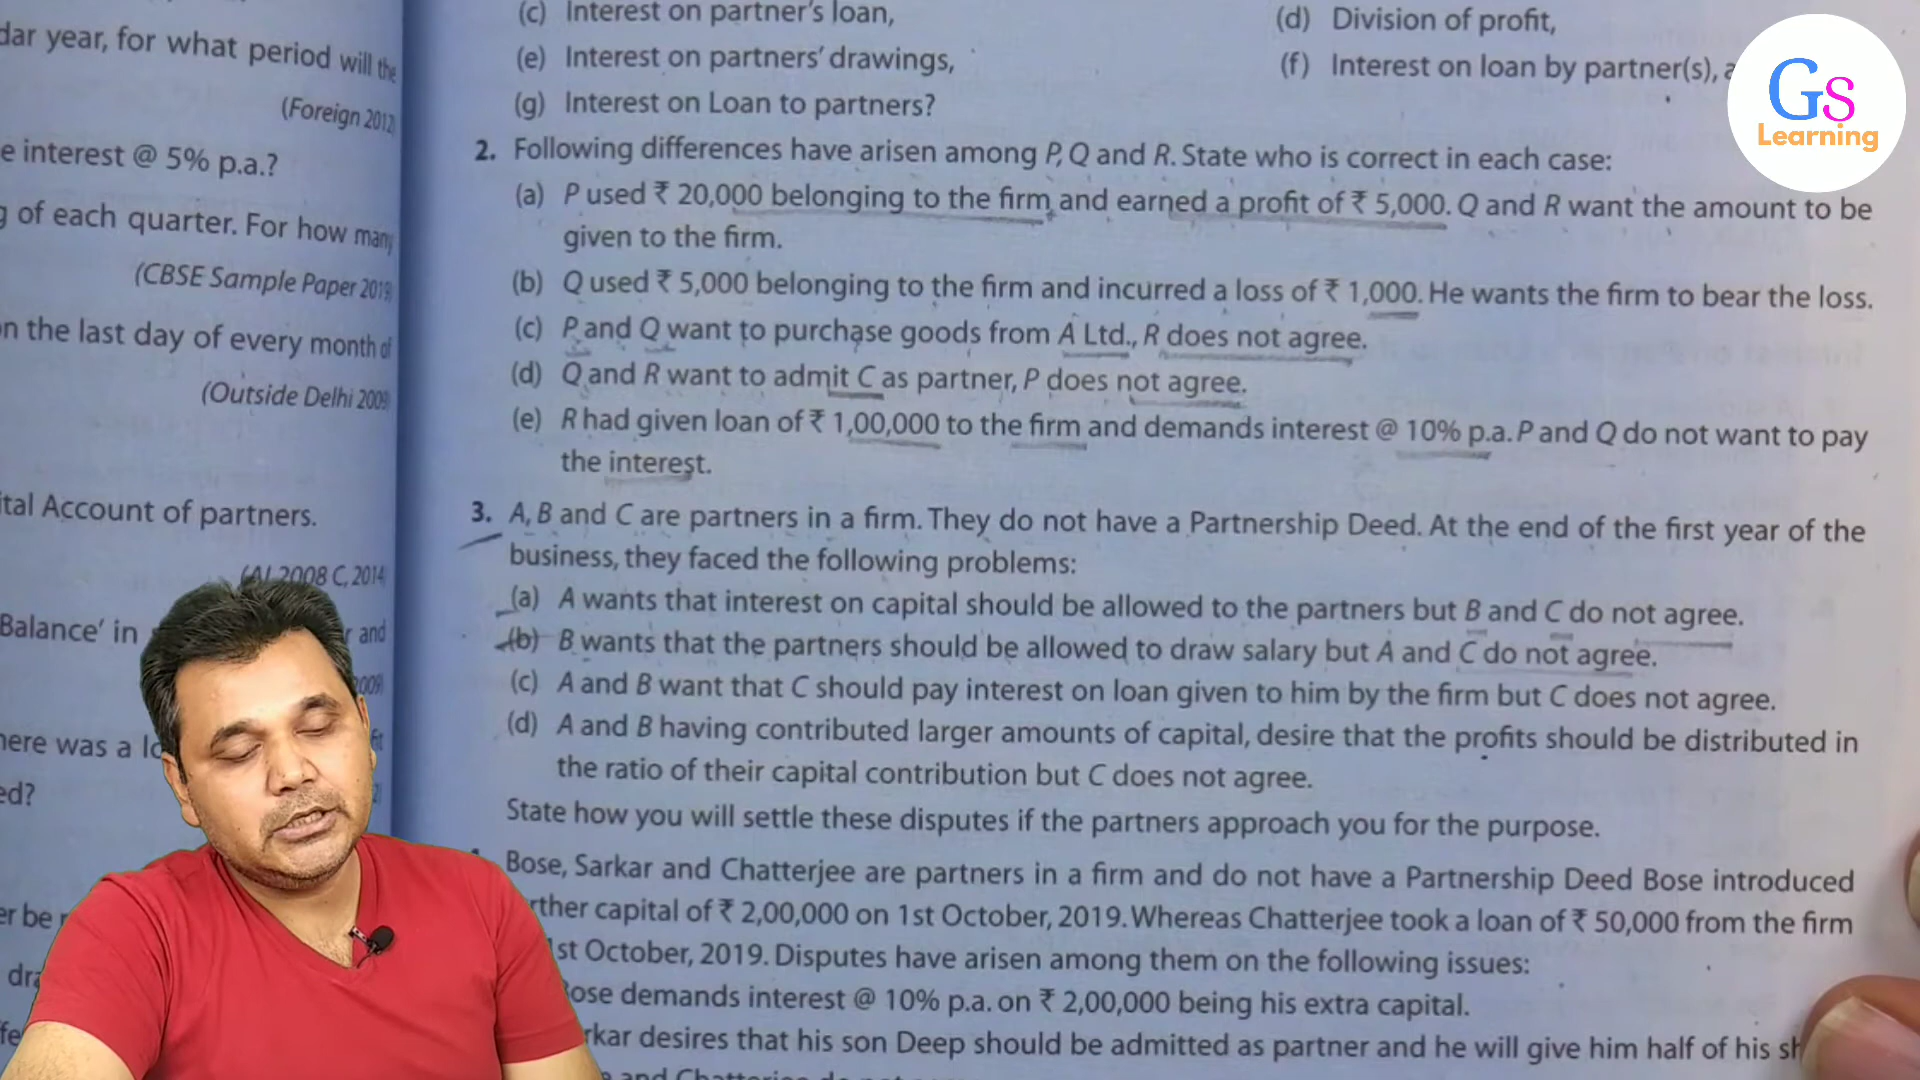 dar year, for what period will the
(Foreign 2012)
e interest @ 5% p.a.?
g of each quarter. For how many
(CBSE Sample Paper 2019)
on the last day of every month of
(Outside Delhi 2009)
ital Account of partners.
(AI 2008 C, 2014
Balance' in
r and
2009)
here was a lo
fit
ed?
er be
dra
(c) Interest on partner's loan,
(d) Division of profit,
(e) Interest on partners' drawings,
(f) Interest on loan by partner(s), a
(g) Interest on Loan to partners?
2. Following differences have arisen among P, Q and R. State who is correct in each case:
(a) P used ₹ 20,000 belonging to the firm and earned a profit of ₹ 5,000. Q and R want the amount to be
given to the firm.
(b) Q used ₹ 5,000 belonging to the firm and incurred a loss of ₹ 1,000. He wants the firm to bear the loss.
(c) P and Q want to purchase goods from A Ltd., R does not agree.
(d) Q and R want to admit C as partner, P does not agree.
(e) R had given loan of ₹ 1,00,000 to the firm and demands interest @ 10% p.a. P and Q do not want to pay
the interest.
3. A, B and C are partners in a firm. They do not have a Partnership Deed. At the end of the first year of the
business, they faced the following problems:
(a) A wants that interest on capital should be allowed to the partners but B and C do not agree.
(b) B wants that the partners should be allowed to draw salary but A and C do not agree.
(c) A and B want that C should pay interest on loan given to him by the firm but C does not agree.
(d) A and B having contributed larger amounts of capital, desire that the profits should be distributed in
the ratio of their capital contribution but C does not agree.
State how you will settle these disputes if the partners approach you for the purpose.
Bose, Sarkar and Chatterjee are partners in a firm and do not have a Partnership Deed Bose introduced
rther capital of ₹ 2,00,000 on 1st October, 2019. Whereas Chatterjee took a loan of ₹ 50,000 from the firm
1st October, 2019. Disputes have arisen among them on the following issues:
Bose demands interest @ 10% p.a. on ₹ 2,00,000 being his extra capital.
rkar desires that his son Deep should be admitted as partner and he will give him half of his sh
GS
Learning